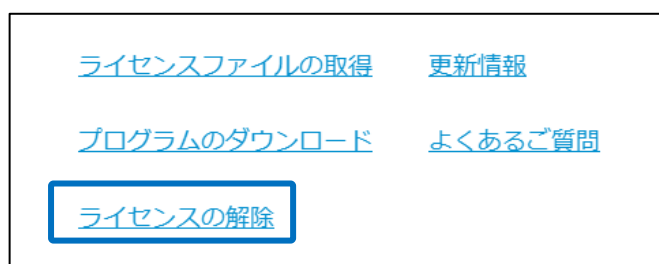 ライセンスファイルの取得 更新情報
プログラムのダウンロード よくあるご質問
ライセンスの解除